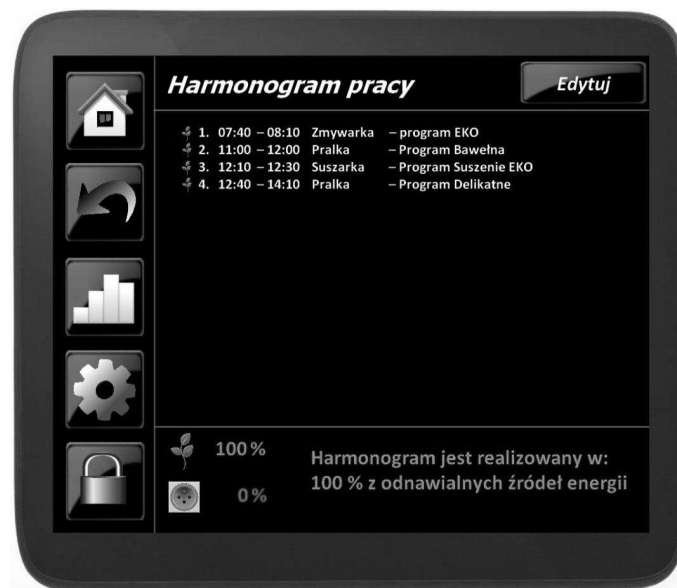 Harmonogram pracy
Edytuj
1. 07:40 – 08:10 Zmywarka – program EKO
2. 11:00 – 12:00 Pralka – Program Bawełna
3. 12:10 – 12:30 Suszarka – Program Suszenie EKO
4. 12:40 – 14:10 Pralka – Program Delikatne
100 %
0 %
Harmonogram jest realizowany w:
100 % z odnawialnych źródeł energii